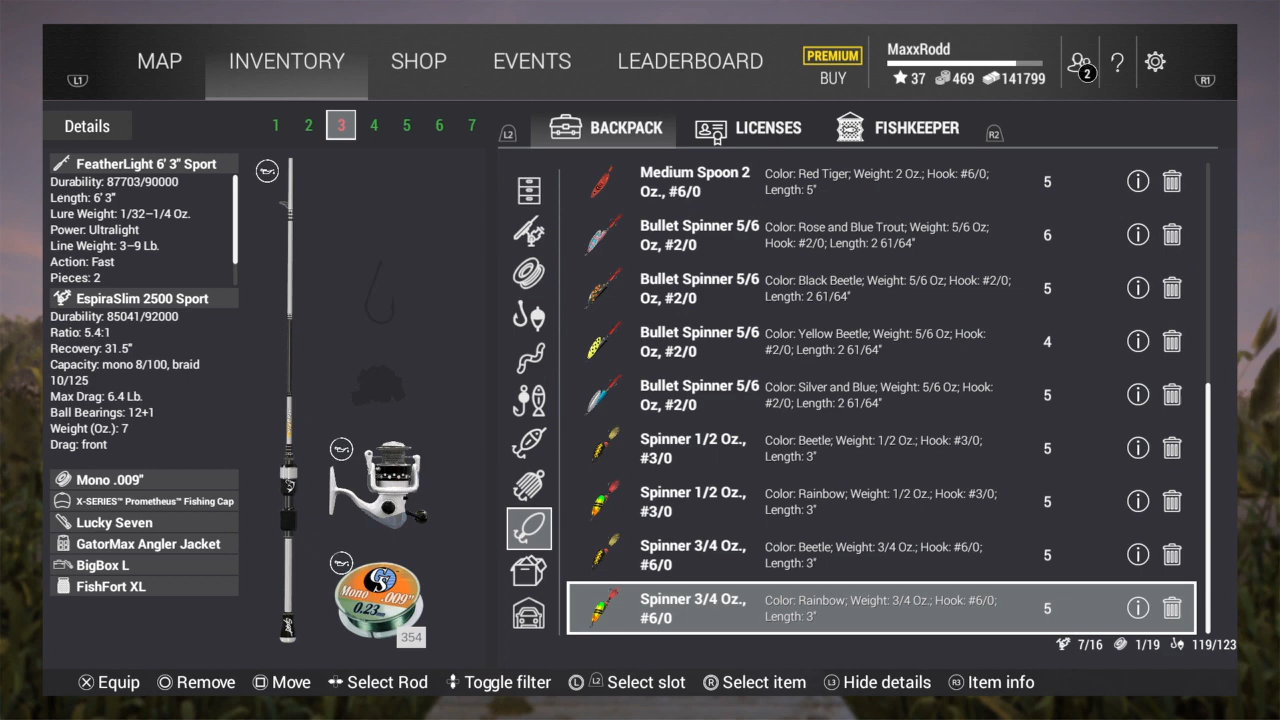 MAP
INVENTORY
SHOP
EVENTS
LEADERBOARD
PREMIUM
BUY
MaxxRodd
37 469 141799
2
?
L1
R1
Details
1 2 3 4 5 6 7
L2
BACKPACK
LICENSES
FISHKEEPER
R2
FeatherLight 6' 3" Sport
Durability: 87703/90000
Length: 6' 3"
Lure Weight: 1/32–1/4 Oz.
Power: Ultralight
Line Weight: 3–9 Lb.
Action: Fast
Pieces: 2
EspiraSlim 2500 Sport
Durability: 85041/92000
Ratio: 5.4:1
Recovery: 31.5"
Capacity: mono 8/100, braid
10/125
Max Drag: 6.4 Lb.
Ball Bearings: 12+1
Weight (Oz.): 7
Drag: front
Mono .009"
X-SERIES™ Prometheus™ Fishing Cap
Lucky Seven
GatorMax Angler Jacket
BigBox L
FishFort XL
Mono .009"
0.23
354
Medium Spoon 2
Oz., #6/0
Color: Red Tiger; Weight: 2 Oz.; Hook: #6/0;
Length: 5"
5
Bullet Spinner 5/6
Oz, #2/0
Color: Rose and Blue Trout; Weight: 5/6 Oz;
Hook: #2/0; Length: 2 61/64"
6
Bullet Spinner 5/6
Oz, #2/0
Color: Black Beetle; Weight: 5/6 Oz; Hook: #2/0;
Length: 2 61/64"
5
Bullet Spinner 5/6
Oz, #2/0
Color: Yellow Beetle; Weight: 5/6 Oz; Hook:
#2/0; Length: 2 61/64"
4
Bullet Spinner 5/6
Oz, #2/0
Color: Silver and Blue; Weight: 5/6 Oz; Hook:
#2/0; Length: 2 61/64"
5
Spinner 1/2 Oz.,
#3/0
Color: Beetle; Weight: 1/2 Oz.; Hook: #3/0;
Length: 3"
5
Spinner 1/2 Oz.,
#3/0
Color: Rainbow; Weight: 1/2 Oz.; Hook: #3/0;
Length: 3"
5
Spinner 3/4 Oz.,
#6/0
Color: Beetle; Weight: 3/4 Oz.; Hook: #6/0;
Length: 3"
5
Spinner 3/4 Oz.,
#6/0
Color: Rainbow; Weight: 3/4 Oz.; Hook: #6/0;
Length: 3"
5
7/16 1/19 119/123
Equip
Remove
Move
Select Rod
Toggle filter
L L2 Select slot
R Select item
L3 Hide details
R3 Item info